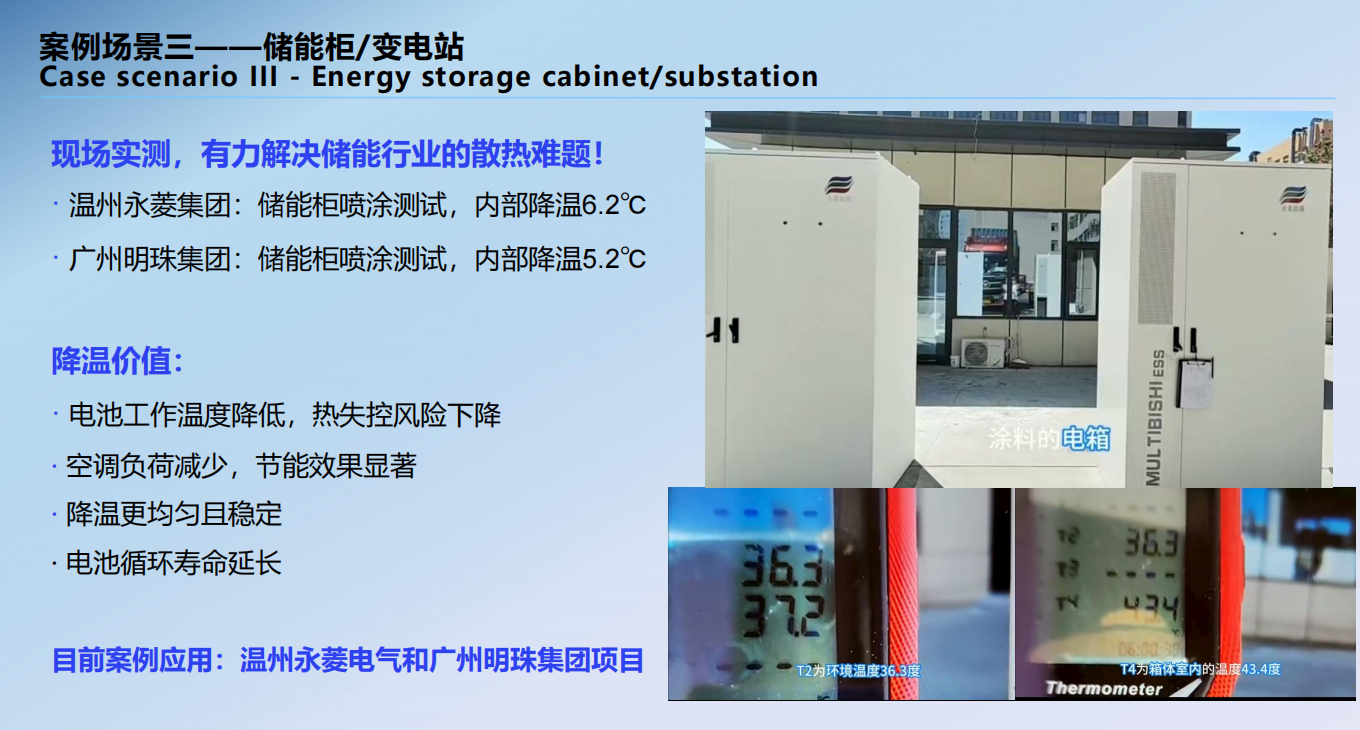 案例场景三——储能柜/变电站
Case scenario III - Energy storage cabinet/substation
现场实测，有力解决储能行业的散热难题！
· 温州永菱集团：储能柜喷涂测试，内部降温6.2℃
· 广州明珠集团：储能柜喷涂测试，内部降温5.2℃
降温价值：
· 电池工作温度降低，热失控风险下降
· 空调负荷减少，节能效果显著
· 降温更均匀且稳定
· 电池循环寿命延长
目前案例应用：温州永菱电气和广州明珠集团项目
MULTIBISHI ESS
涂料的电箱
- - - -
36.3
37.2
- - - -
T2为环境温度36.3度
T2 36.3
T3 - - - -
T4 43.4
T4为箱体室内的温度43.4度
Thermometer